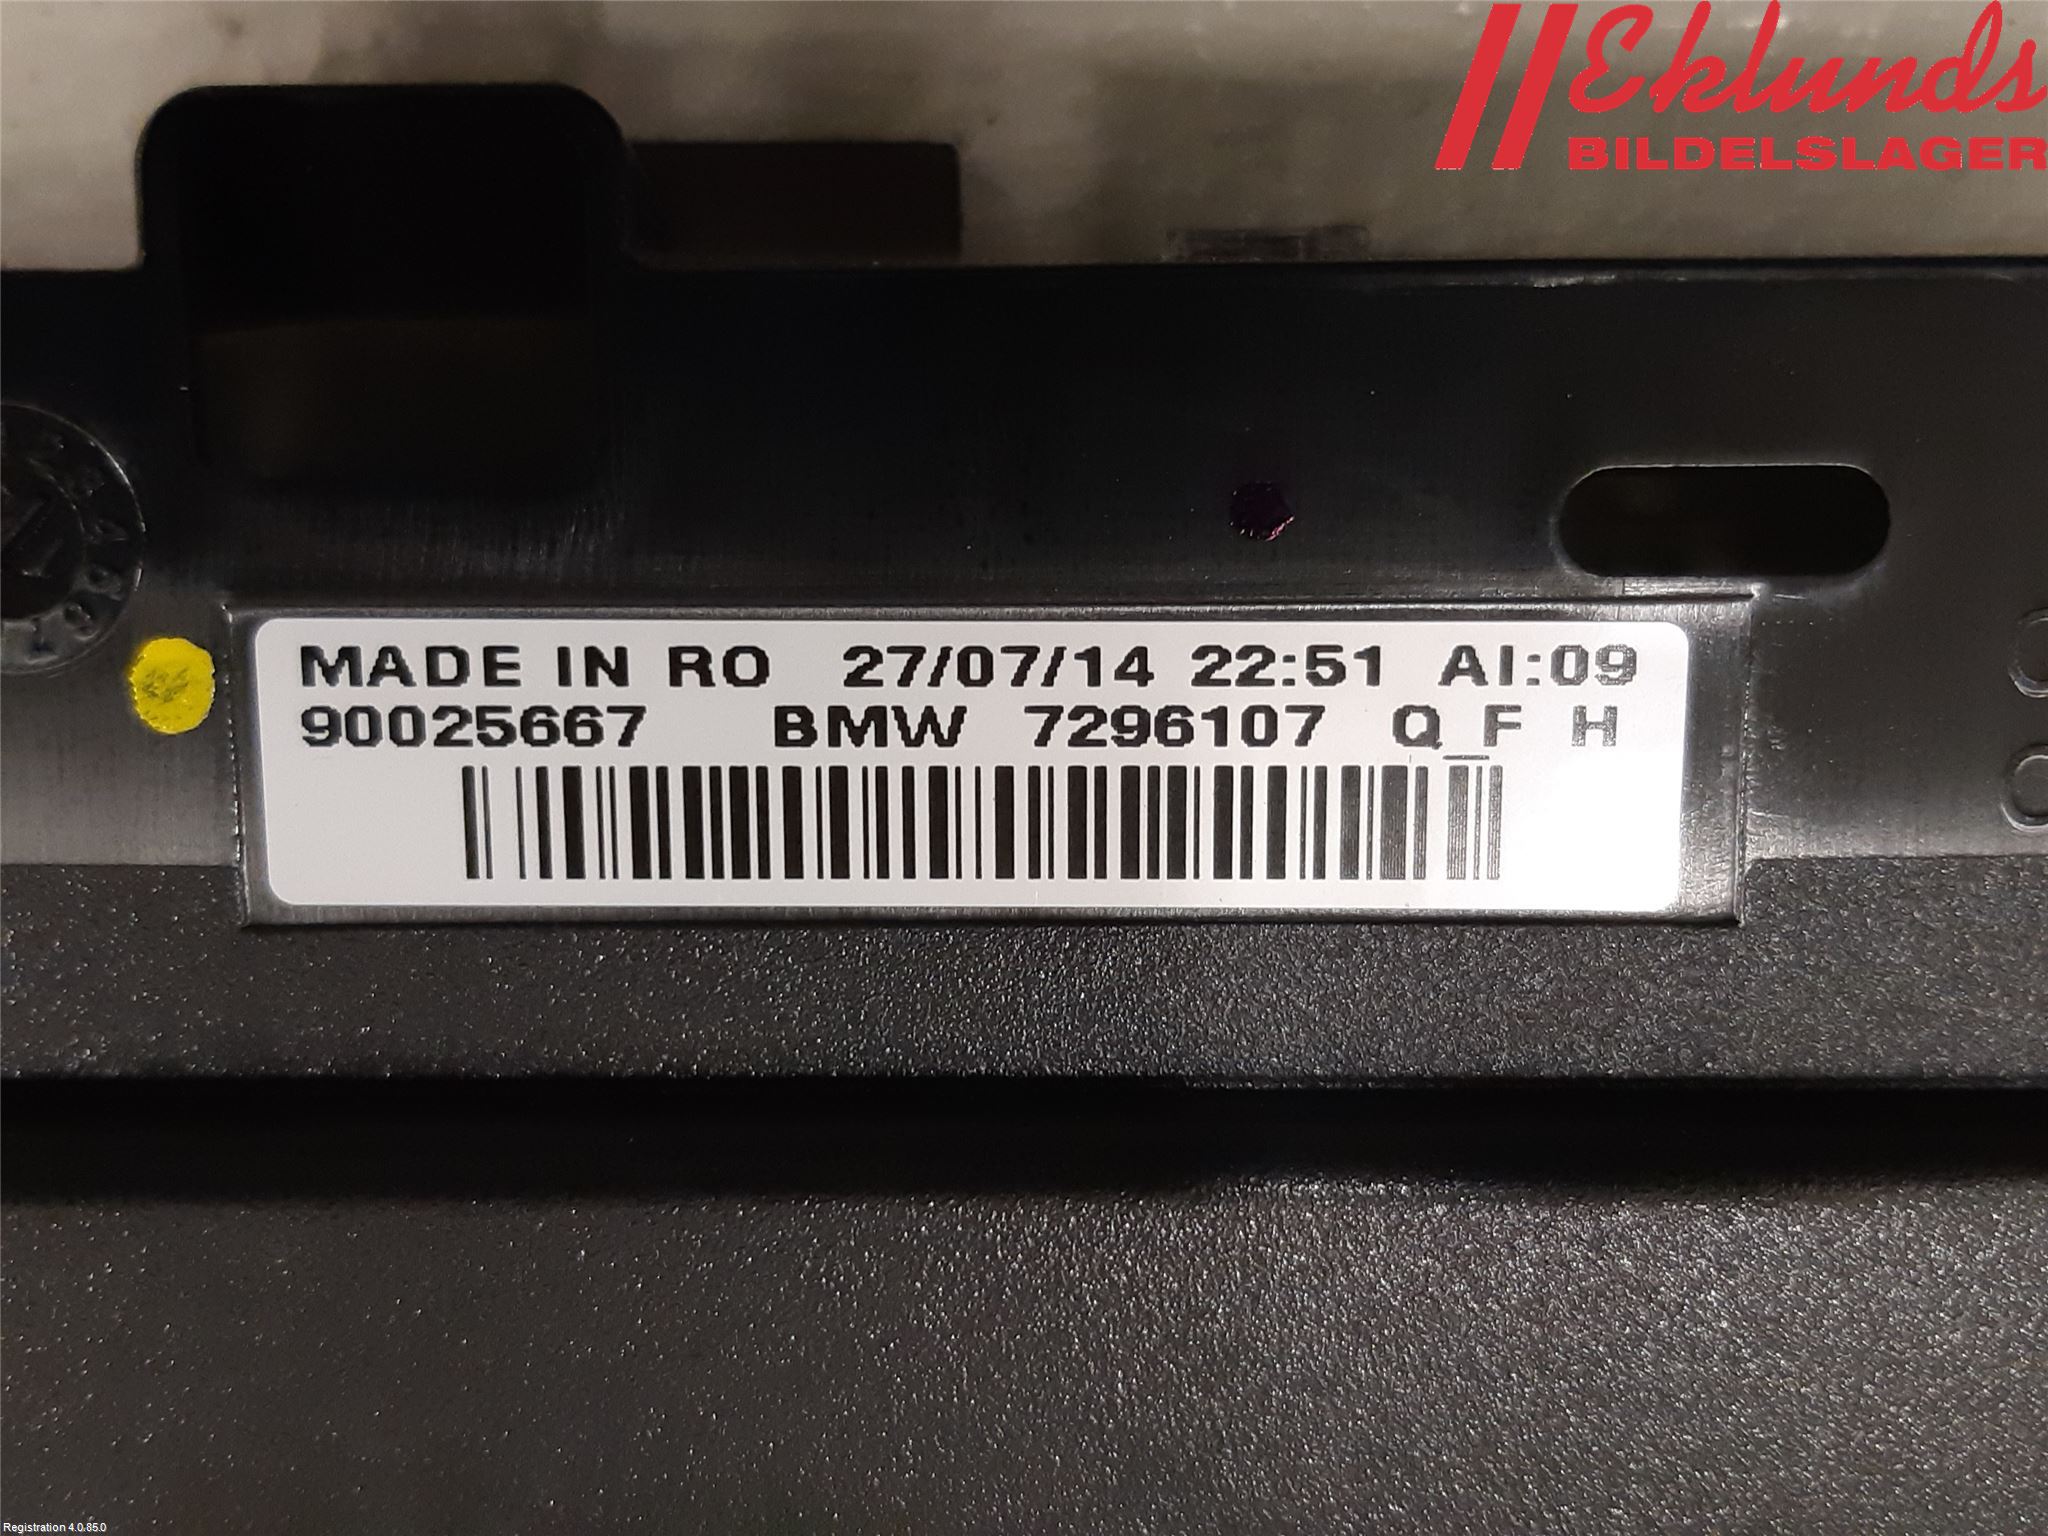 Eklunds
BILDELSLAGER
MADE IN RO 27/07/14 22:51 AI:09
90025667 BMW 7296107 Q_F H
Registration 4.0.85.0